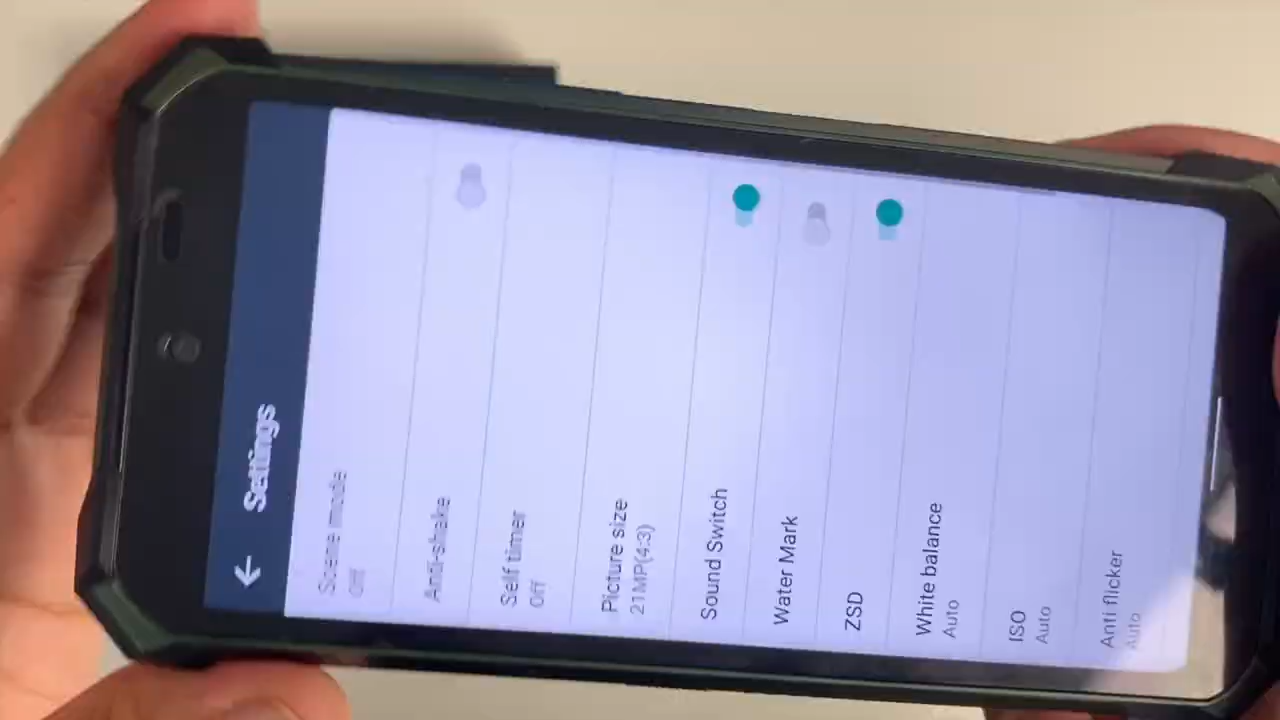 Settings
Scene mode
Off
Anti-shake
Self timer
Off
Picture size
21MP(4:3)
Sound Switch
Water Mark
ZSD
White balance
Auto
ISO
Auto
Anti flicker
Auto